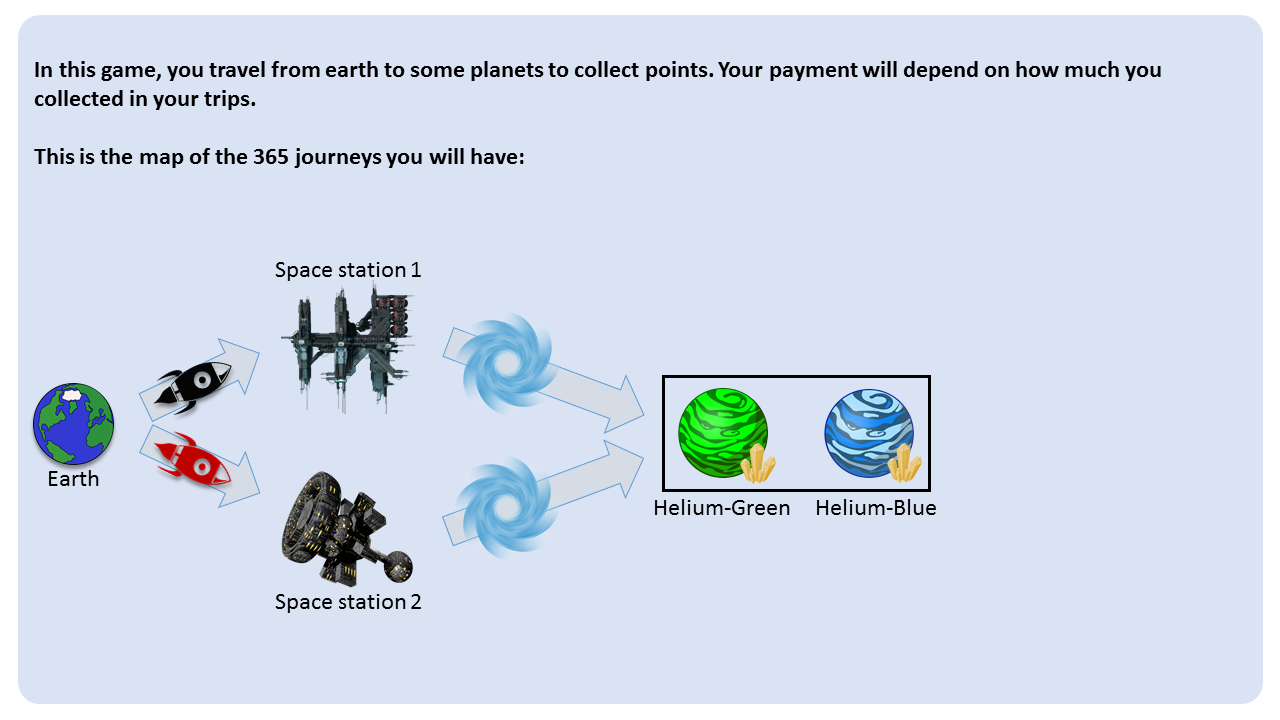 In this game, you travel from earth to some planets to collect points. Your payment will depend on how much you
collected in your trips.
This is the map of the 365 journeys you will have:
Space station 1
Earth
Helium-Green
Helium-Blue
Space station 2